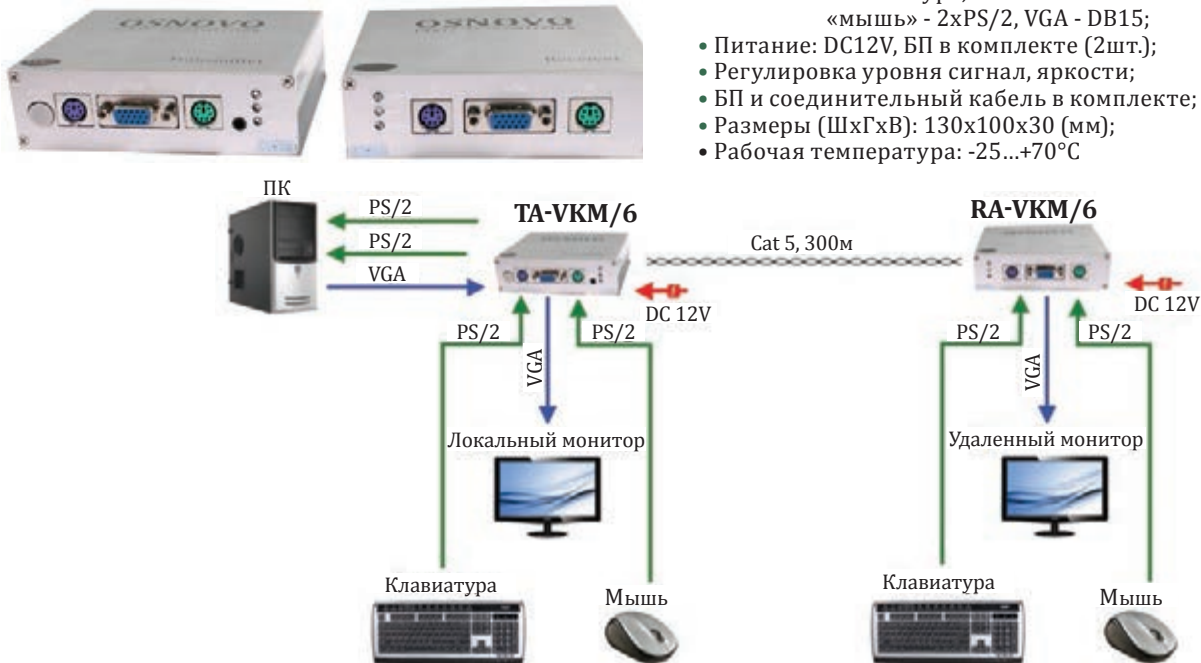 «мышь» - 2xPS/2, VGA - DB15;
• Питание: DC12V, БП в комплекте (2шт.);
• Регулировка уровня сигнал, яркости;
• БП и соединительный кабель в комплекте;
• Размеры (ШхГхВ): 130x100x30 (мм);
• Рабочая температура: -25...+70°C
OSNOVO
OSNOVO
ПК
PS/2
TA-VKM/6
RA-VKM/6
PS/2
Cat 5, 300м
VGA
DC 12V
DC 12V
PS/2
PS/2
PS/2
PS/2
VGA
VGA
Локальный монитор
Удаленный монитор
Клавиатура
Мышь
Клавиатура
Мышь